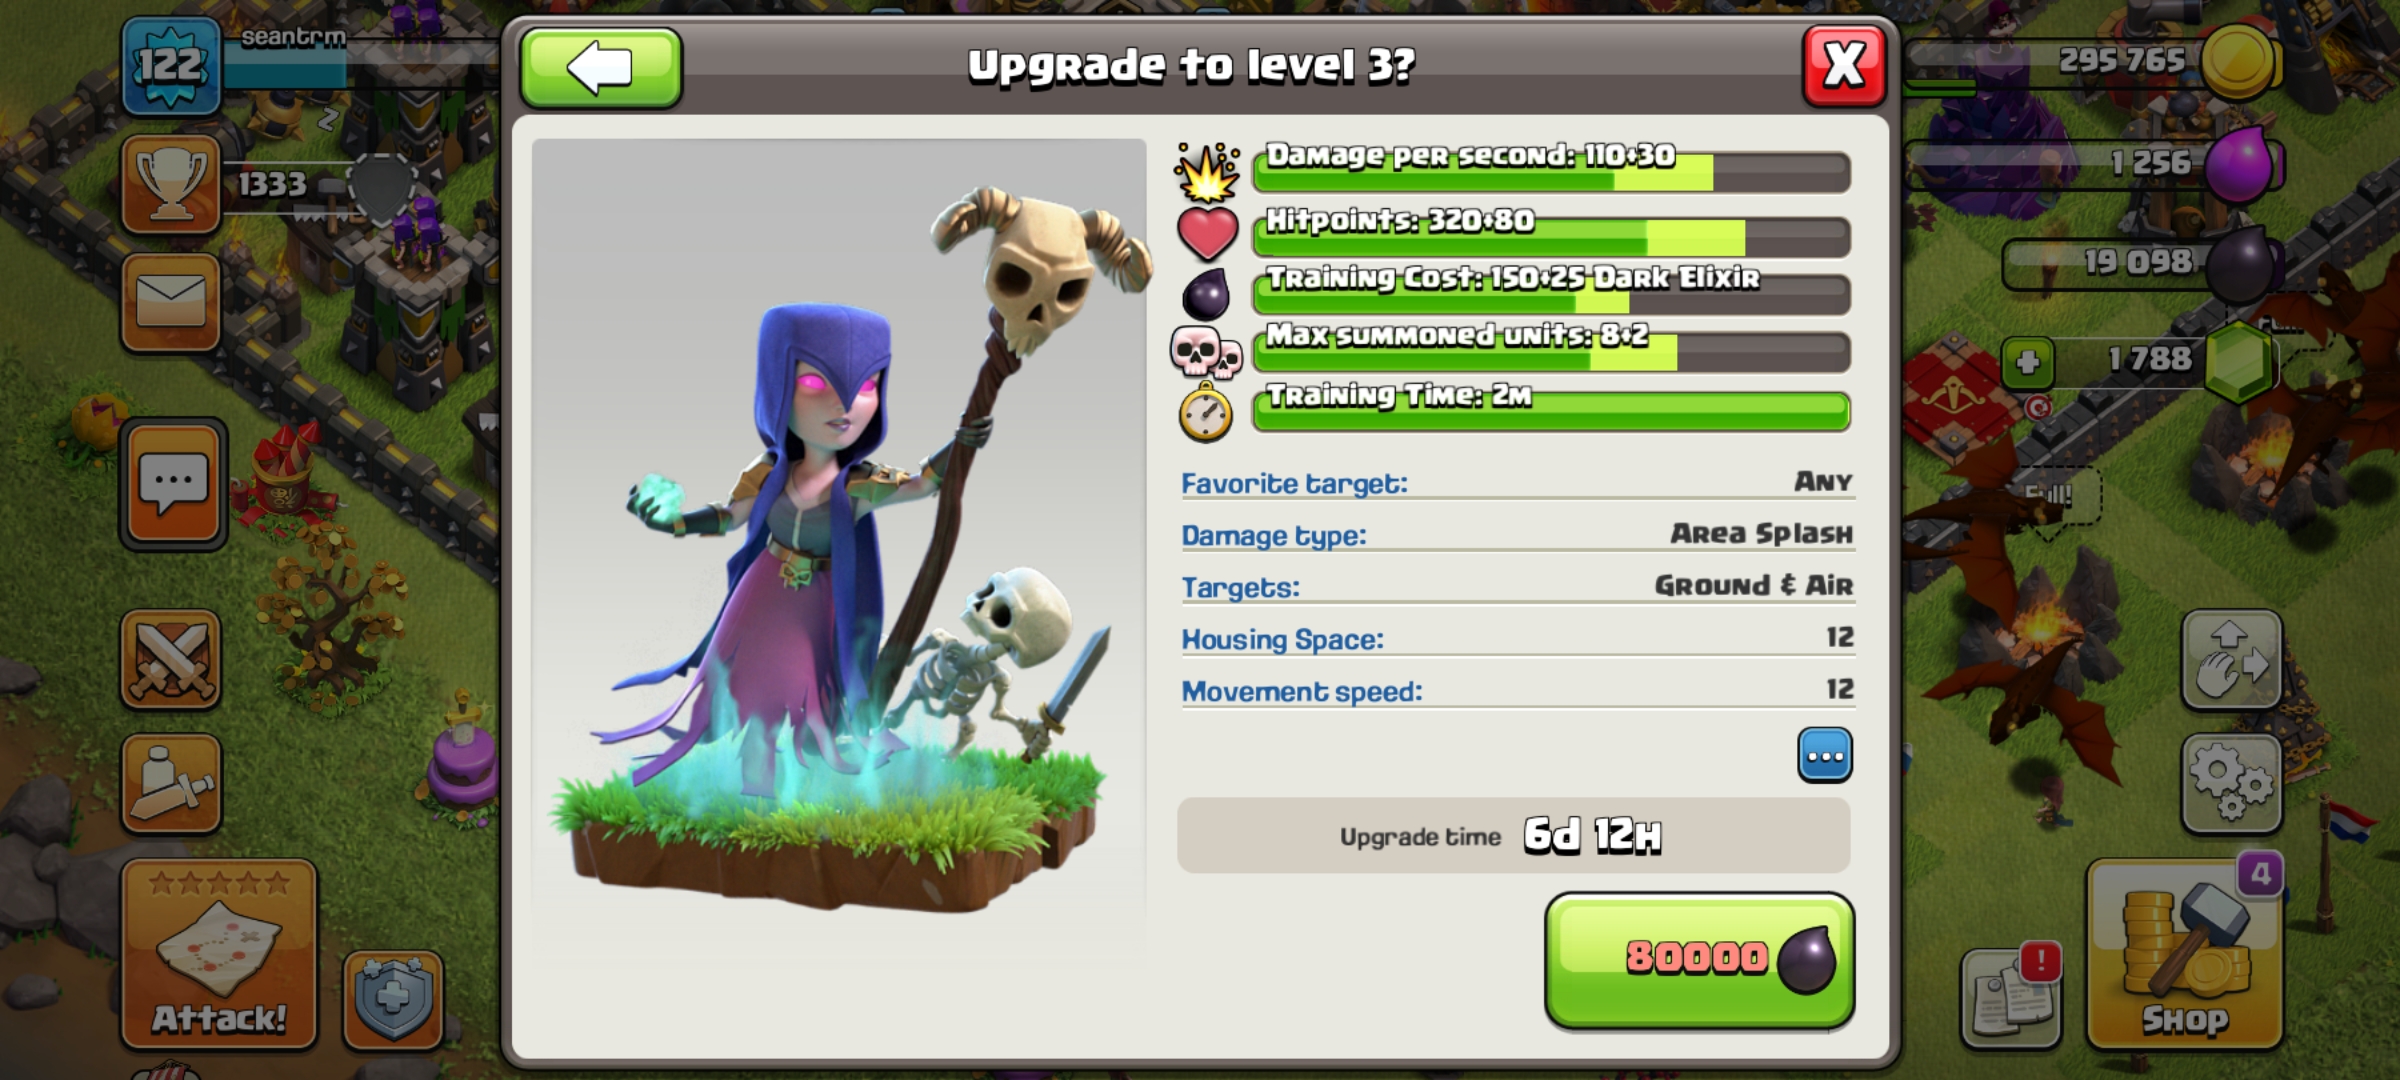 122
seantrm
Upgrade to level 3?
X
295 765
1333
1 256
19 098
1 788
Damage per second: 110+30
Hitpoints: 320+80
Training Cost: 150+25 Dark Elixir
Max summoned units: 8+2
Training Time: 2m
Favorite target: Any
Damage type: Area Splash
Targets: Ground & Air
Housing Space: 12
Movement speed: 12
Full!
Upgrade time 6d 12h
80000
Attack!
4
!
Shop